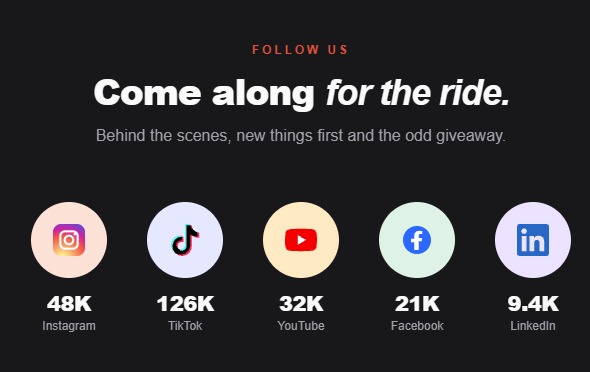 FOLLOW US
Come along for the ride.
Behind the scenes, new things first and the odd giveaway.
48K 126K 32K 21K 9.4K
Instagram TikTok YouTube Facebook LinkedIn